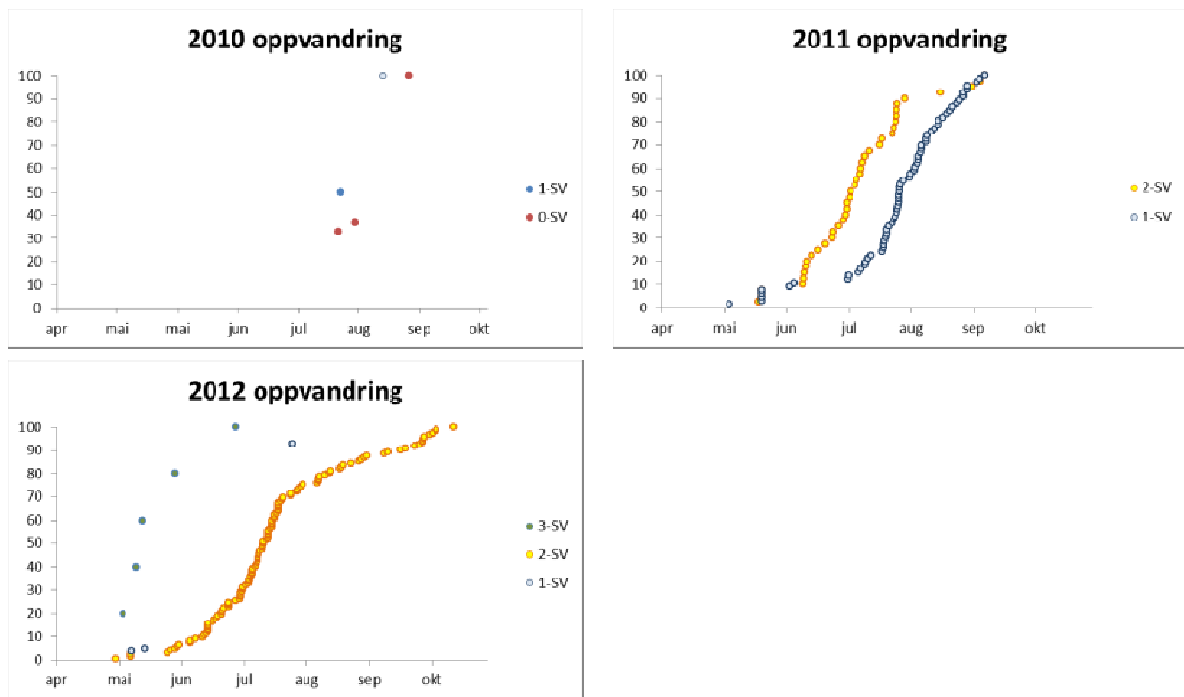 2010 oppvandring
100
90
80
70
60
50
40
30
20
10
0
apr mai mai jun jul aug sep okt
1-SV
0-SV
2011 oppvandring
100
90
80
70
60
50
40
30
20
10
0
apr mai jun jul aug sep okt
2-SV
1-SV
2012 oppvandring
100
90
80
70
60
50
40
30
20
10
0
apr mai jun jul aug sep okt
3-SV
2-SV
1-SV